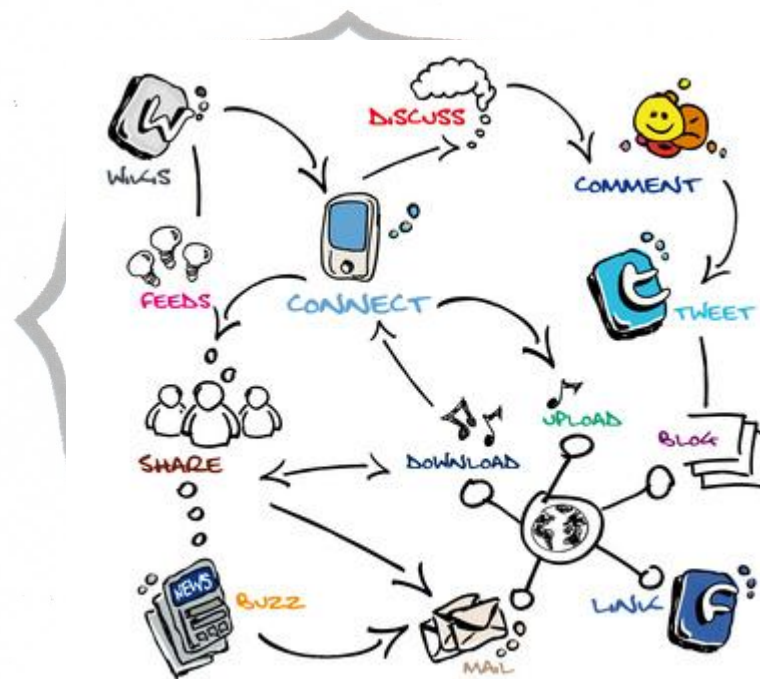 DISCUSS
WIKIS
COMMENT
FEEDS
CONNECT
TWEET
UPLOAD
BLOG
SHARE
DOWNLOAD
NEWS
BUZZ
LINK
MAIL